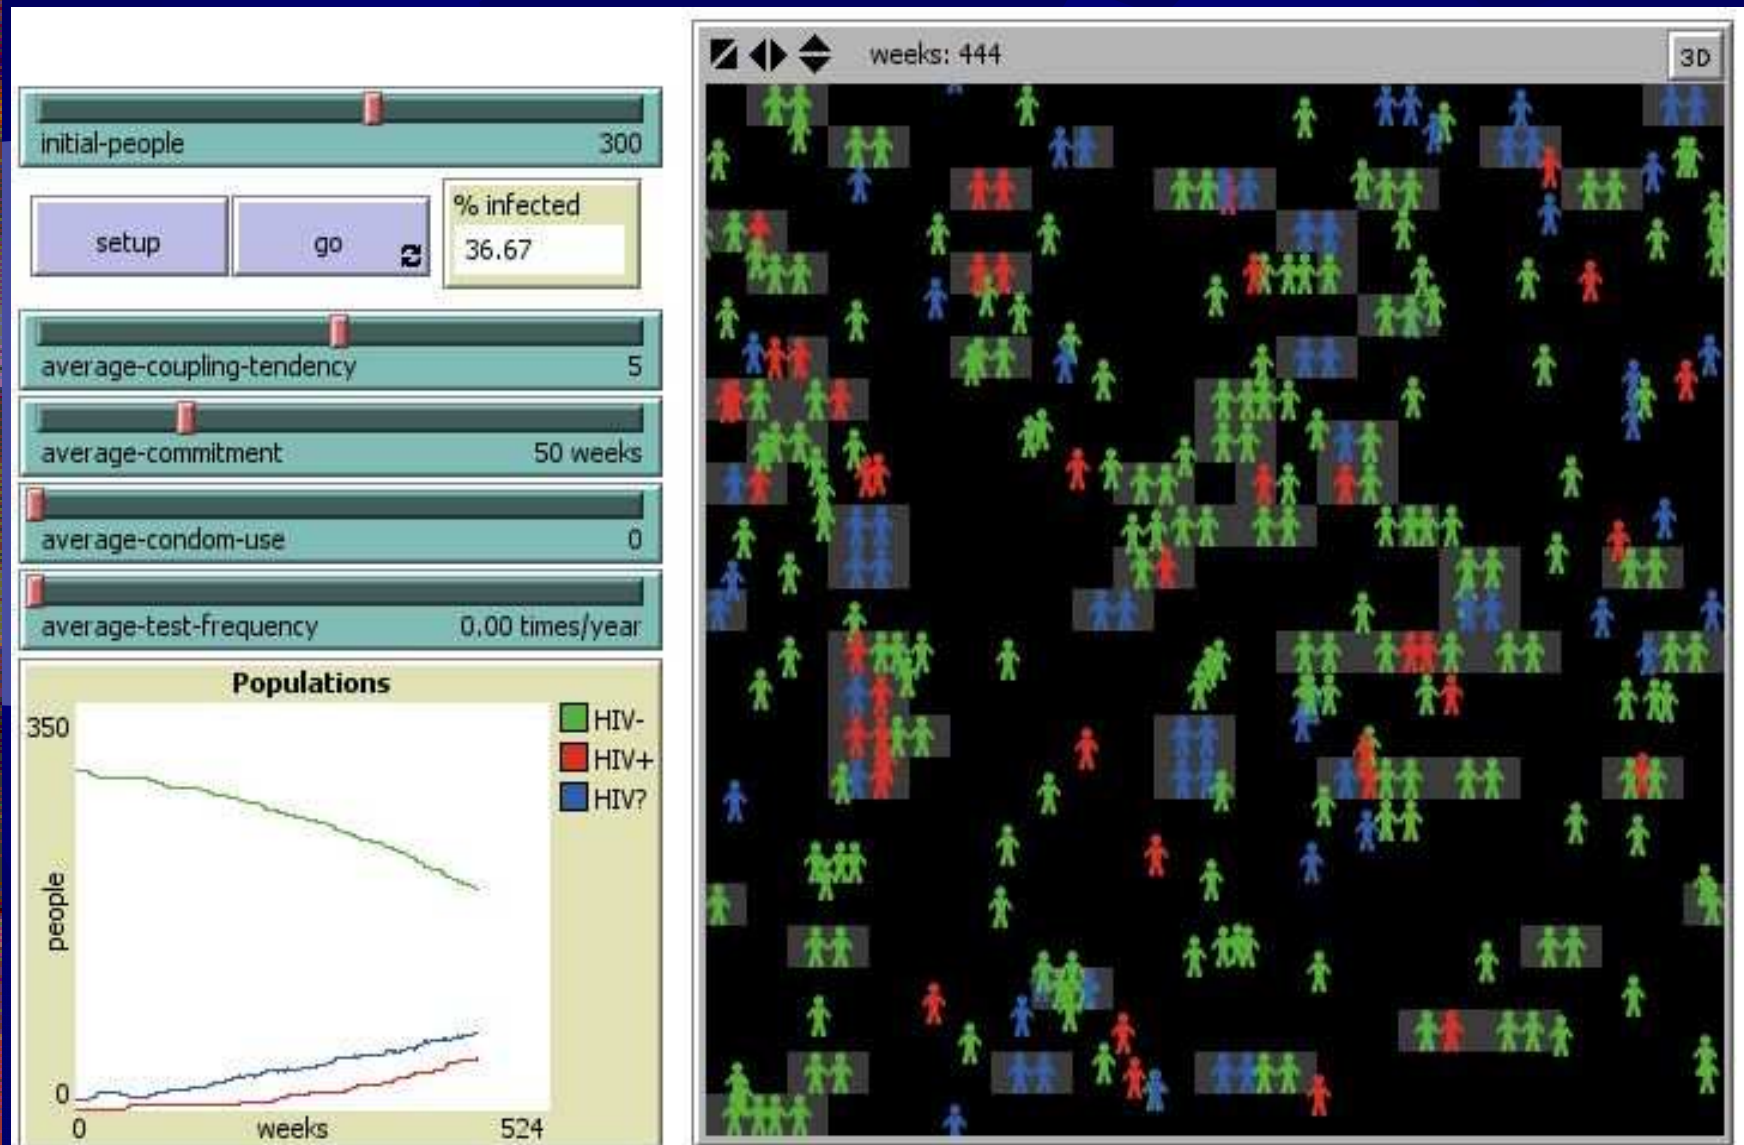 initial-people 300
setup
go
% infected
36.67
average-coupling-tendency 5
average-commitment 50 weeks
average-condom-use 0
average-test-frequency 0.00 times/year
Populations
350
people
0
0
weeks
524
HIV-
HIV+
HIV?
weeks: 444
3D